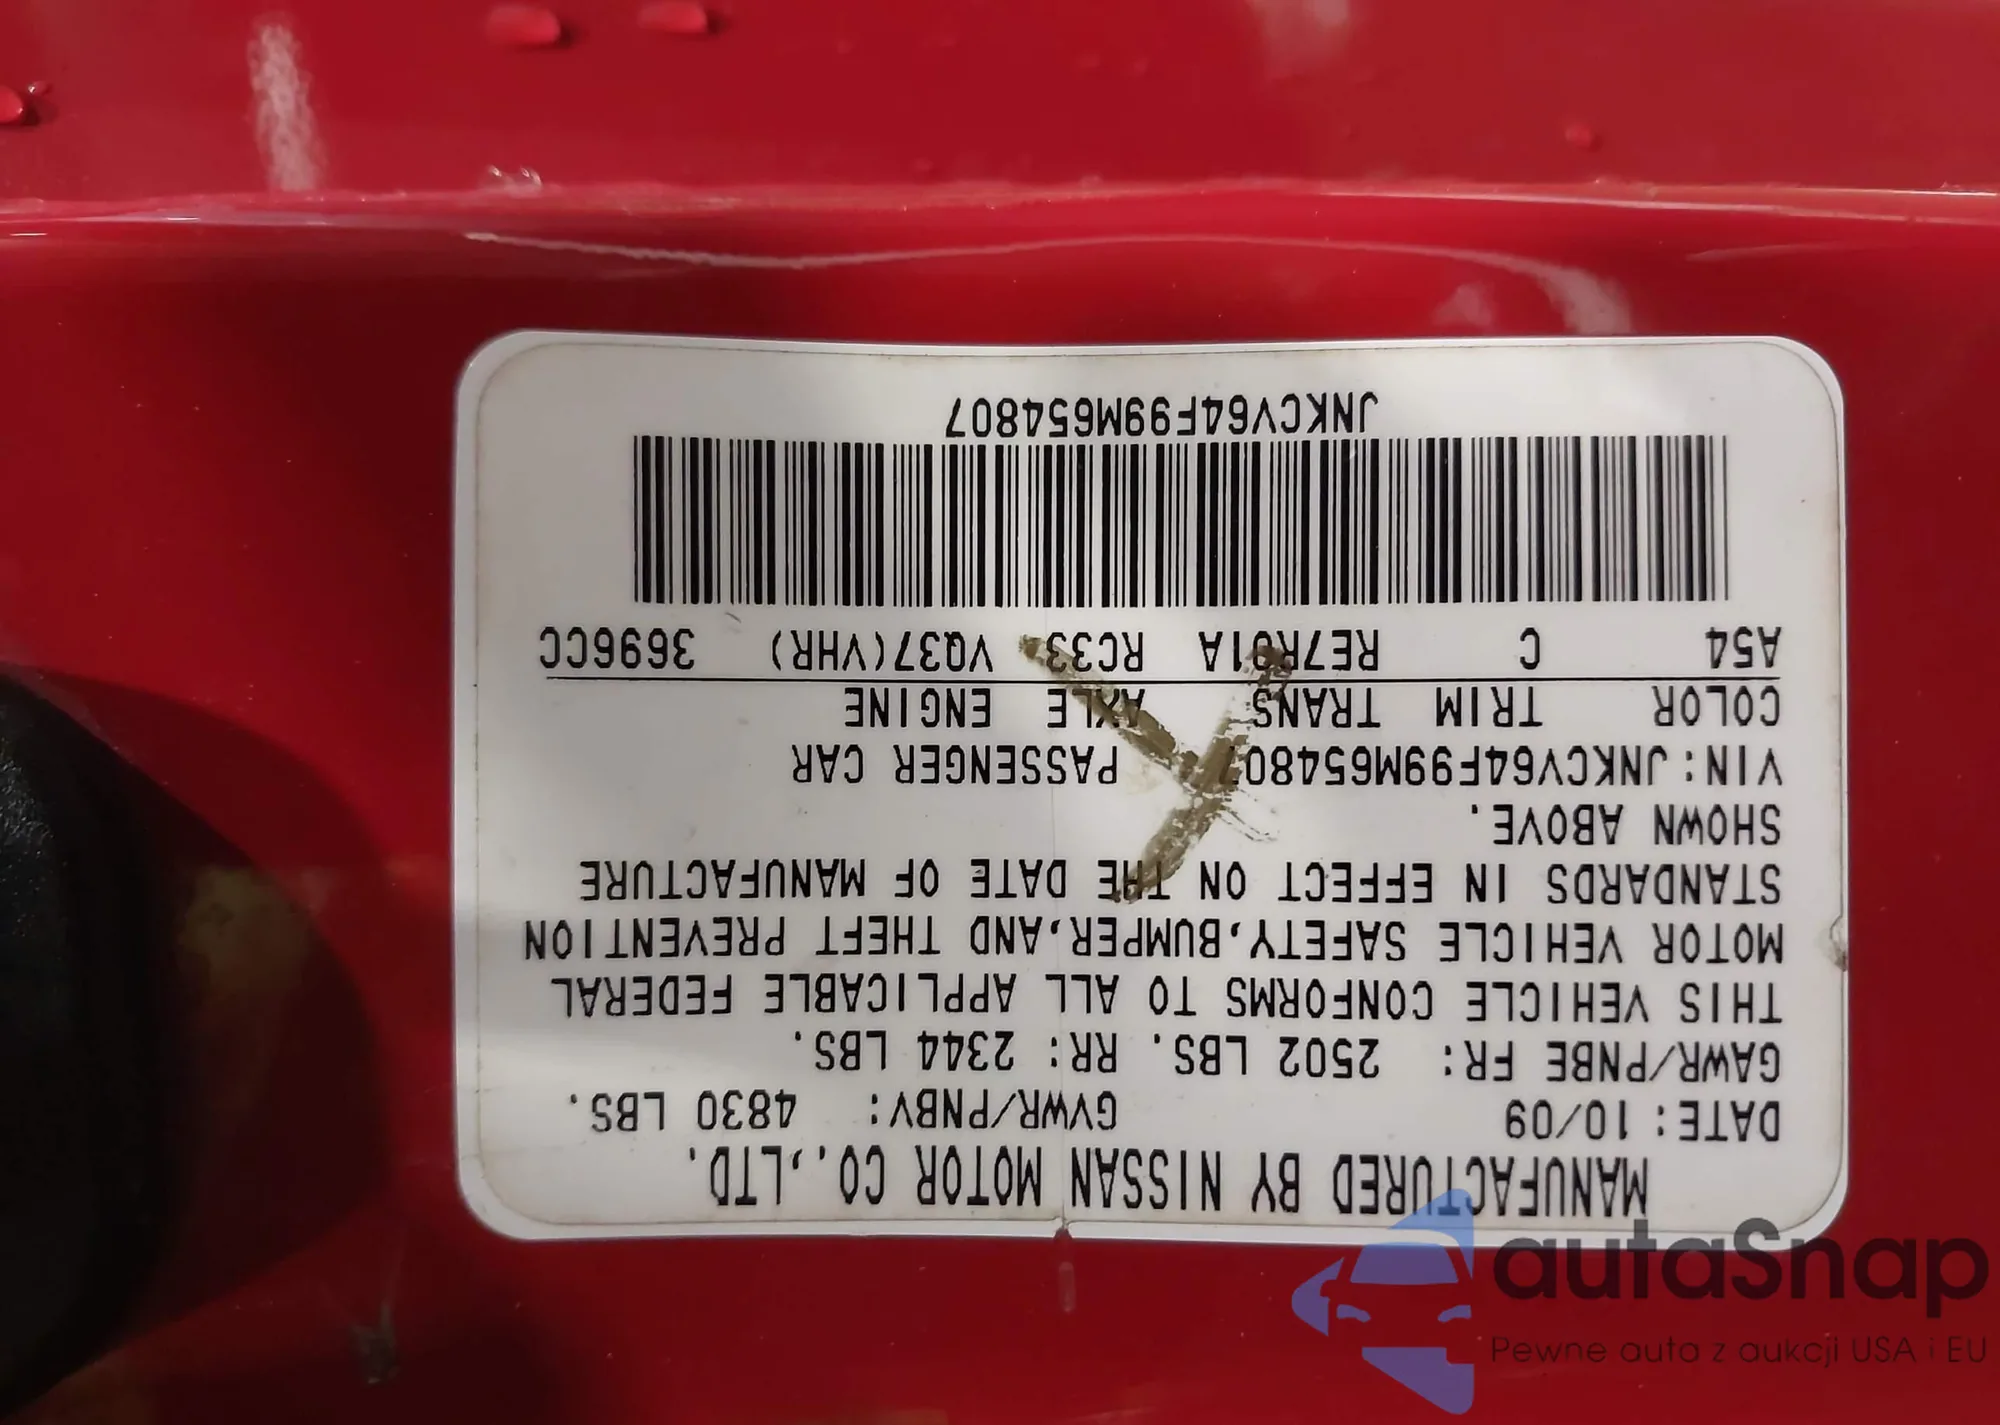 MANUFACTURED BY NISSAN MOTOR CO.,LTD.
DATE:10/09 GVWR/PNBV: 4830 LBS.
GAWR/PNBE FR: 2502 LBS. RR: 2344 LBS.
THIS VEHICLE CONFORMS TO ALL APPLICABLE FEDERAL
MOTOR VEHICLE SAFETY,BUMPER,AND THEFT PREVENTION
STANDARDS IN EFFECT ON THE DATE OF MANUFACTURE
SHOWN ABOVE.
VIN:JNKCV64F99M654807 PASSENGER CAR
COLOR TRIM TRANS AXLE ENGINE
A54 C RE7R01A RC33 VQ37(VHR) 3696CC
JNKCV64F99M654807
autaSnap
Pewne auta z aukcji USA i EU